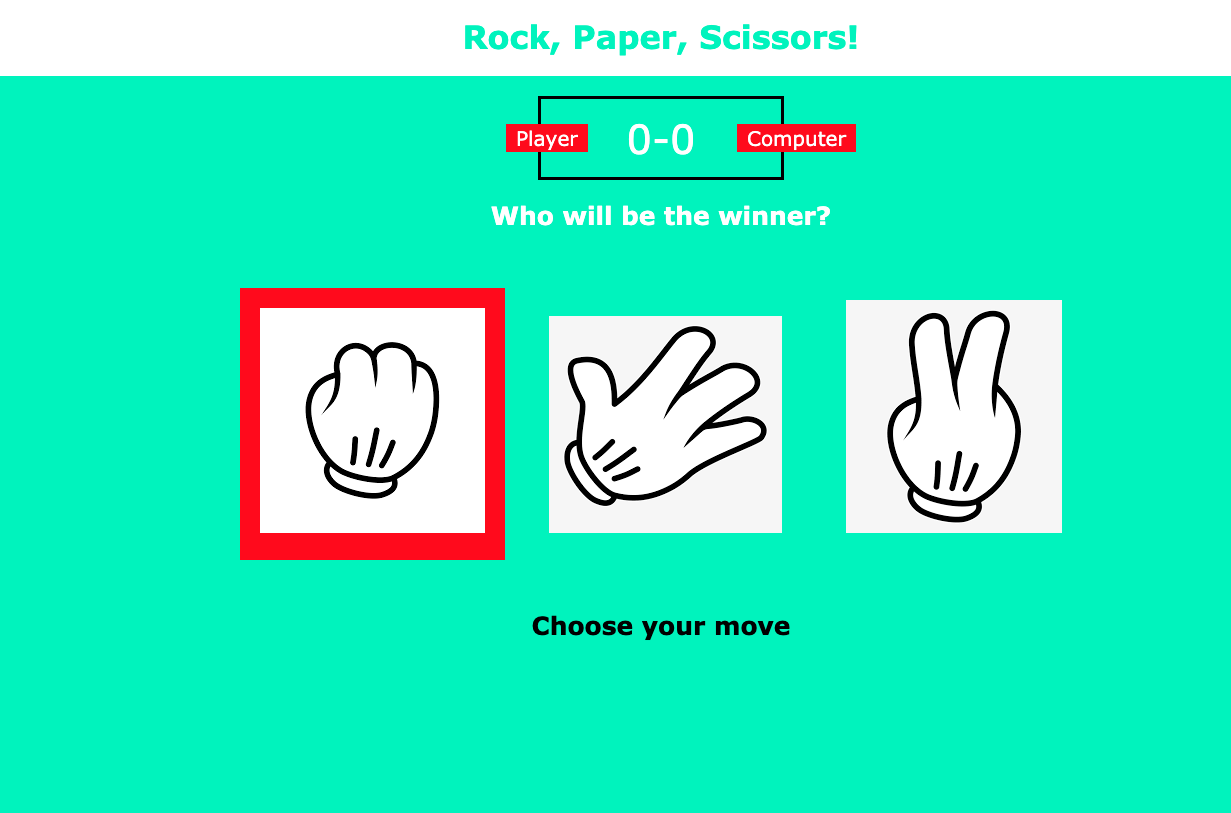 Rock, Paper, Scissors!
Player 0-0 Computer
Who will be the winner?
Choose your move